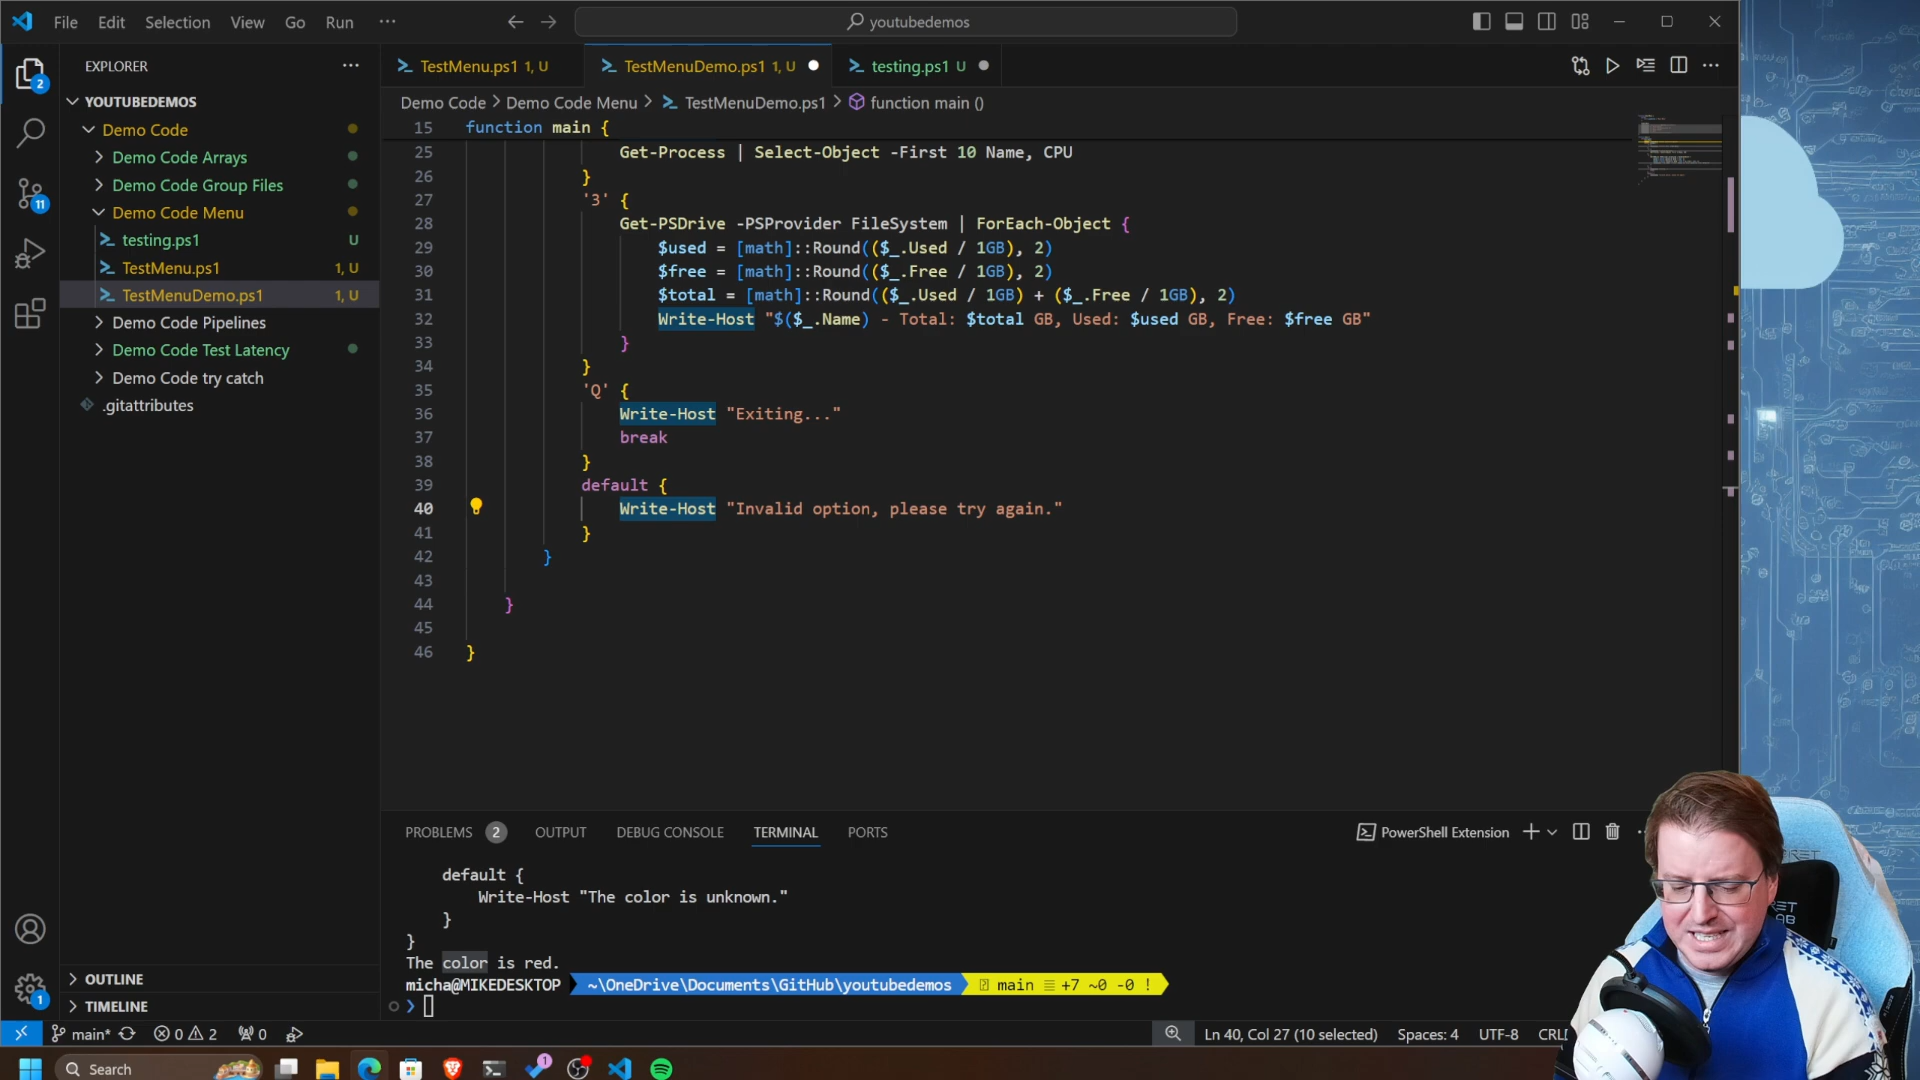 File Edit Selection View Go Run ··· youtubedemos
EXPLORER ···
YOUTUBEDEMOS
Demo Code
Demo Code Arrays
Demo Code Group Files
Demo Code Menu
testing.ps1 U
TestMenu.ps1 1, U
TestMenuDemo.ps1 1, U
Demo Code Pipelines
Demo Code Test Latency
Demo Code try catch
.gitattributes
OUTLINE
TIMELINE
2
11
1
TestMenu.ps1 1, U TestMenuDemo.ps1 1, U testing.ps1 U
Demo Code > Demo Code Menu > TestMenuDemo.ps1 > function main ()
15 function main {
25 Get-Process | Select-Object -First 10 Name, CPU
26 }
27 '3' {
28 Get-PSDrive -PSProvider FileSystem | ForEach-Object {
29 $used = [math]::Round(($_.Used / 1GB), 2)
30 $free = [math]::Round(($_.Free / 1GB), 2)
31 $total = [math]::Round(($_.Used / 1GB) + ($_.Free / 1GB), 2)
32 Write-Host "$($_.Name) - Total: $total GB, Used: $used GB, Free: $free GB"
33 }
34 }
35 'Q' {
36 Write-Host "Exiting..."
37 break
38 }
39 default {
40 Write-Host "Invalid option, please try again."
41 }
42 }
43
44 }
45
46 }
PROBLEMS 2 OUTPUT DEBUG CONSOLE TERMINAL PORTS PowerShell Extension
default {
Write-Host "The color is unknown."
}
}
The color is red.
micha@MIKEDESKTOP ~\OneDrive\Documents\GitHub\youtubedemos main ≡ +7 ~0 -0 !
❯
main* 0 2 0 Ln 40, Col 27 (10 selected) Spaces: 4 UTF-8 CRL
Search
1